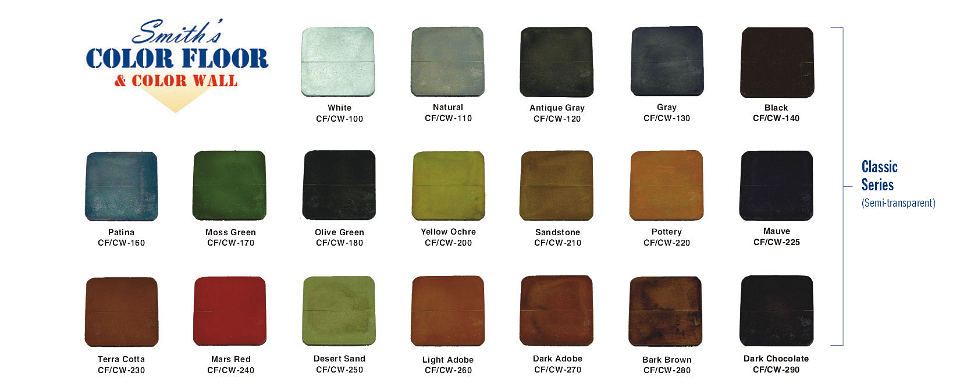 Smith's
COLOR FLOOR
& COLOR WALL
White
CF/CW-100
Natural
CF/CW-110
Antique Gray
CF/CW-120
Gray
CF/CW-130
Black
CF/CW-140
Patina
CF/CW-160
Moss Green
CF/CW-170
Olive Green
CF/CW-180
Yellow Ochre
CF/CW-200
Sandstone
CF/CW-210
Pottery
CF/CW-220
Mauve
CF/CW-225
Classic
Series
(Semi-transparent)
Terra Cotta
CF/CW-230
Mars Red
CF/CW-240
Desert Sand
CF/CW-250
Light Adobe
CF/CW-260
Dark Adobe
CF/CW-270
Bark Brown
CF/CW-280
Dark Chocolate
CF/CW-290